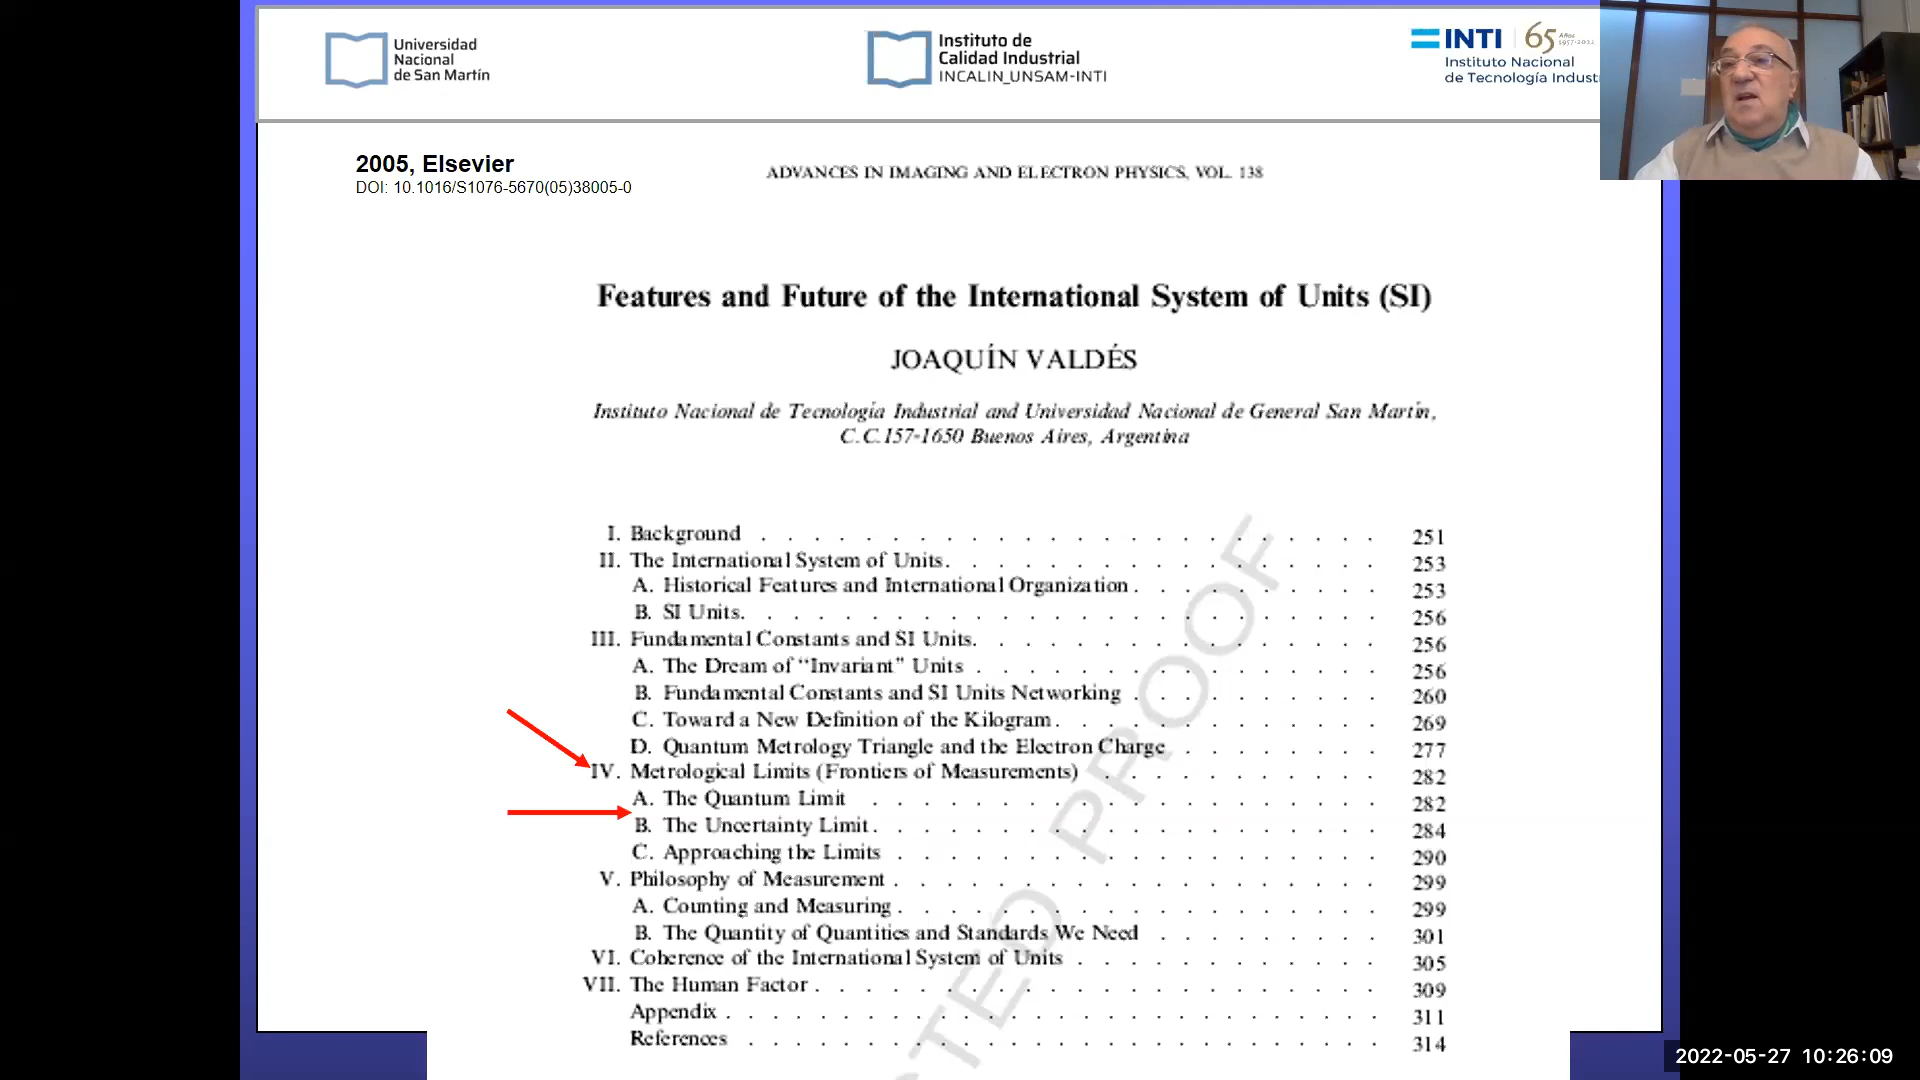 Universidad
Nacional
de San Martín
Instituto de
Calidad Industrial
INCALIN_UNSAM-INTI
INTI 65 Años 1957-2022
Instituto Nacional
de Tecnología Indust
2005, Elsevier
DOI: 10.1016/S1076-5670(05)38005-0
ADVANCES IN IMAGING AND ELECTRON PHYSICS, VOL. 138
Features and Future of the International System of Units (SI)
JOAQUÍN VALDÉS
Instituto Nacional de Tecnología Industrial and Universidad Nacional de General San Martín,
C.C.157-1650 Buenos Aires, Argentina
I. Background . . . . . . . . . . . . . . . . . . . . . . . . 251
II. The International System of Units. . . . . . . . . . . . . . . . . 253
A. Historical Features and International Organization . . . . . . . . . . 253
B. SI Units. . . . . . . . . . . . . . . . . . . . . . . . . 256
III. Fundamental Constants and SI Units. . . . . . . . . . . . . . . . 256
A. The Dream of “Invariant” Units . . . . . . . . . . . . . . . . 256
B. Fundamental Constants and SI Units Networking . . . . . . . . . . 260
C. Toward a New Definition of the Kilogram . . . . . . . . . . . . . 269
D. Quantum Metrology Triangle and the Electron Charge . . . . . . . . 277
IV. Metrological Limits (Frontiers of Measurements) . . . . . . . . . . . 282
A. The Quantum Limit . . . . . . . . . . . . . . . . . . . . 282
B. The Uncertainty Limit . . . . . . . . . . . . . . . . . . . . 284
C. Approaching the Limits . . . . . . . . . . . . . . . . . . . 290
V. Philosophy of Measurement . . . . . . . . . . . . . . . . . . . 299
A. Counting and Measuring . . . . . . . . . . . . . . . . . . . 299
B. The Quantity of Quantities and Standards We Need . . . . . . . . . 301
VI. Coherence of the International System of Units . . . . . . . . . . . . 305
VII. The Human Factor . . . . . . . . . . . . . . . . . . . . . . 309
Appendix . . . . . . . . . . . . . . . . . . . . . . . . . 311
References . . . . . . . . . . . . . . . . . . . . . . . . 314
TED PROOF
2022-05-27 10:26:09